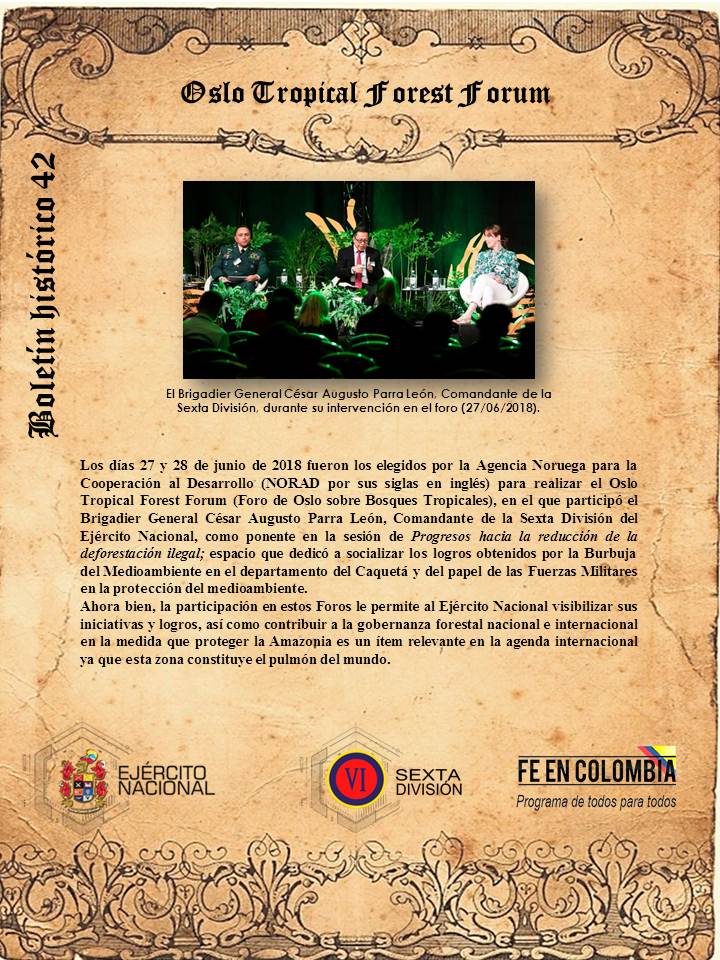 Oslo Tropical Forest Forum
Boletín histórico 42
El Brigadier General César Augusto Parra León, Comandante de la
Sexta División, durante su intervención en el foro (27/06/2018).
Los días 27 y 28 de junio de 2018 fueron los elegidos por la Agencia Noruega para la
Cooperación al Desarrollo (NORAD por sus siglas en inglés) para realizar el Oslo
Tropical Forest Forum (Foro de Oslo sobre Bosques Tropicales), en el que participó el
Brigadier General César Augusto Parra León, Comandante de la Sexta División del
Ejército Nacional, como ponente en la sesión de Progresos hacia la reducción de la
deforestación ilegal; espacio que dedicó a socializar los logros obtenidos por la Burbuja
del Medioambiente en el departamento del Caquetá y del papel de las Fuerzas Militares
en la protección del medioambiente.
Ahora bien, la participación en estos Foros le permite al Ejército Nacional visibilizar sus
iniciativas y logros, así como contribuir a la gobernanza forestal nacional e internacional
en la medida que proteger la Amazonia es un ítem relevante en la agenda internacional
ya que esta zona constituye el pulmón del mundo.
EJÉRCITO
NACIONAL
VI
SEXTA
DIVISIÓN
FE EN COLOMBIA
Programa de todos para todos